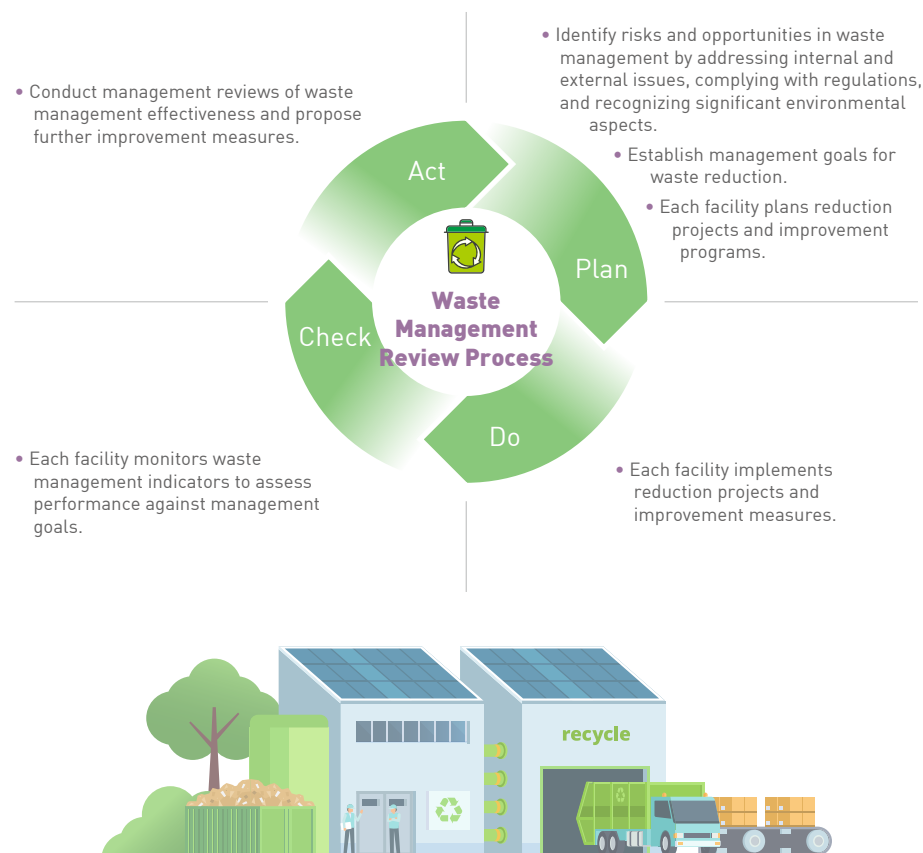 • Identify risks and opportunities in waste
management by addressing internal and
external issues, complying with regulations,
and recognizing significant environmental
aspects.
• Establish management goals for
waste reduction.
• Each facility plans reduction
projects and improvement
programs.
• Conduct management reviews of waste
management effectiveness and propose
further improvement measures.
Act
Plan
Check
Do
Waste
Management
Review Process
• Each facility monitors waste
management indicators to assess
performance against management
goals.
• Each facility implements
reduction projects and
improvement measures.
recycle